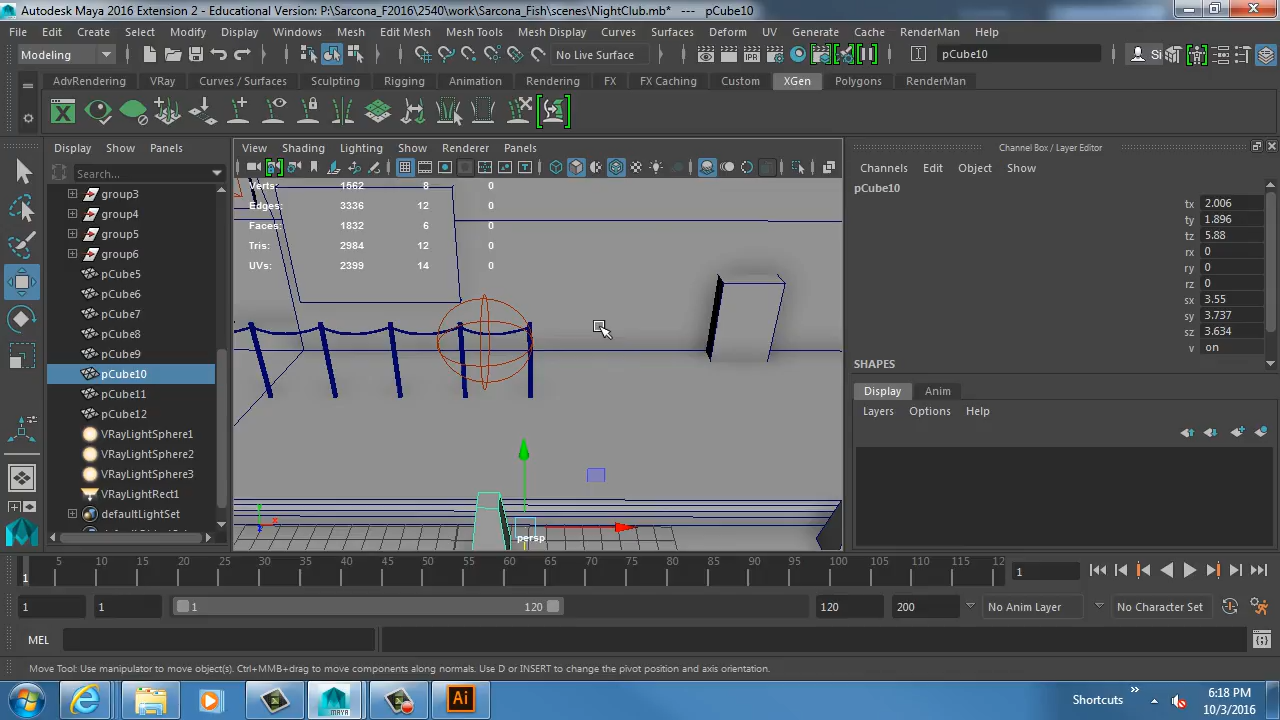 Autodesk Maya 2016 Extension 2 - Educational Version: P:\Sarcona_F2016\2540\work\Sarcona_Fish\scenes\NightClub.mb*  ---  pCube10
File Edit Create Select Modify Display Windows Mesh Edit Mesh Mesh Tools Mesh Display Curves Surfaces Deform UV Generate Cache RenderMan Help
Modeling No Live Surface IPR pCube10 Si
AdvRendering VRay Curves / Surfaces Sculpting Rigging Animation Rendering FX FX Caching Custom XGen Polygons RenderMan
Display Show Panels
Search...
group3
group4
group5
group6
pCube5
pCube6
pCube7
pCube8
pCube9
pCube10
pCube11
pCube12
VRayLightSphere1
VRayLightSphere2
VRayLightSphere3
VRayLightRect1
defaultLightSet
View Shading Lighting Show Renderer Panels
Verts: 1562 8 0
Edges: 3336 12 0
Faces: 1832 6 0
Tris: 2984 12 0
UVs: 2399 14 0
persp
Channel Box / Layer Editor
Channels Edit Object Show
pCube10
tx 2.006
ty 1.896
tz 5.88
rx 0
ry 0
rz 0
sx 3.55
sy 3.737
sz 3.634
v on
SHAPES
Display Anim
Layers Options Help
5 10 15 20 25 30 35 40 45 50 55 60 65 70 75 80 85 90 95 100 105 110 115 12
1
1
1 1 1 120 120 200 No Anim Layer No Character Set
MEL
Move Tool: Use manipulator to move object(s). Ctrl+MMB+drag to move components along normals. Use D or INSERT to change the pivot position and axis orientation.
MAYA Ai Shortcuts 6:18 PM
10/3/2016